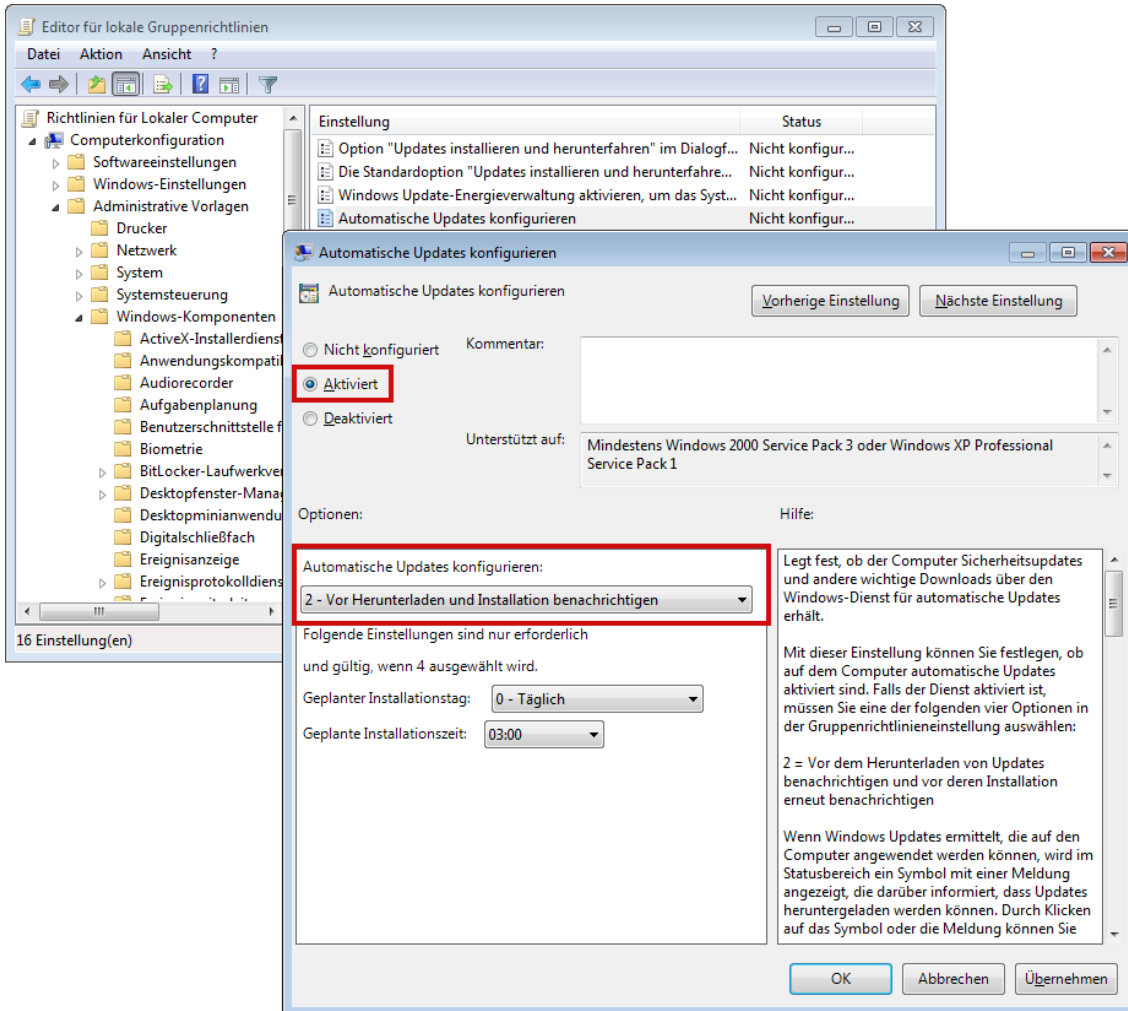 Editor für lokale Gruppenrichtlinien
Datei Aktion Ansicht ?
Richtlinien für Lokaler Computer
Computerkonfiguration
Softwareeinstellungen
Windows-Einstellungen
Administrative Vorlagen
Drucker
Netzwerk
System
Systemsteuerung
Windows-Komponenten
ActiveX-Installerdienst
Anwendungskompati
Audiorecorder
Aufgabenplanung
Benutzerschnittstelle f
Biometrie
BitLocker-Laufwerkver
Desktopfenster-Mana
Desktopminianwendu
Digitalschließfach
Ereignisanzeige
Ereignisprotokolldiens
16 Einstellung(en)
Einstellung Status
Option "Updates installieren und herunterfahren" im Dialogf... Nicht konfigur...
Die Standardoption "Updates installieren und herunterfahre... Nicht konfigur...
Windows Update-Energieverwaltung aktivieren, um das Syst... Nicht konfigur...
Automatische Updates konfigurieren Nicht konfigur...
Automatische Updates konfigurieren
Automatische Updates konfigurieren
Vorherige Einstellung Nächste Einstellung
Nicht konfiguriert Kommentar:
Aktiviert
Deaktiviert
Unterstützt auf: Mindestens Windows 2000 Service Pack 3 oder Windows XP Professional
Service Pack 1
Optionen: Hilfe:
Automatische Updates konfigurieren:
2 - Vor Herunterladen und Installation benachrichtigen
Folgende Einstellungen sind nur erforderlich
und gültig, wenn 4 ausgewählt wird.
Geplanter Installationstag: 0 - Täglich
Geplante Installationszeit: 03:00
Legt fest, ob der Computer Sicherheitsupdates
und andere wichtige Downloads über den
Windows-Dienst für automatische Updates
erhält.
Mit dieser Einstellung können Sie festlegen, ob
auf dem Computer automatische Updates
aktiviert sind. Falls der Dienst aktiviert ist,
müssen Sie eine der folgenden vier Optionen in
der Gruppenrichtlinieneinstellung auswählen:
2 = Vor dem Herunterladen von Updates
benachrichtigen und vor deren Installation
erneut benachrichtigen
Wenn Windows Updates ermittelt, die auf den
Computer angewendet werden können, wird im
Statusbereich ein Symbol mit einer Meldung
angezeigt, die darüber informiert, dass Updates
heruntergeladen werden können. Durch Klicken
auf das Symbol oder die Meldung können Sie
OK Abbrechen Übernehmen